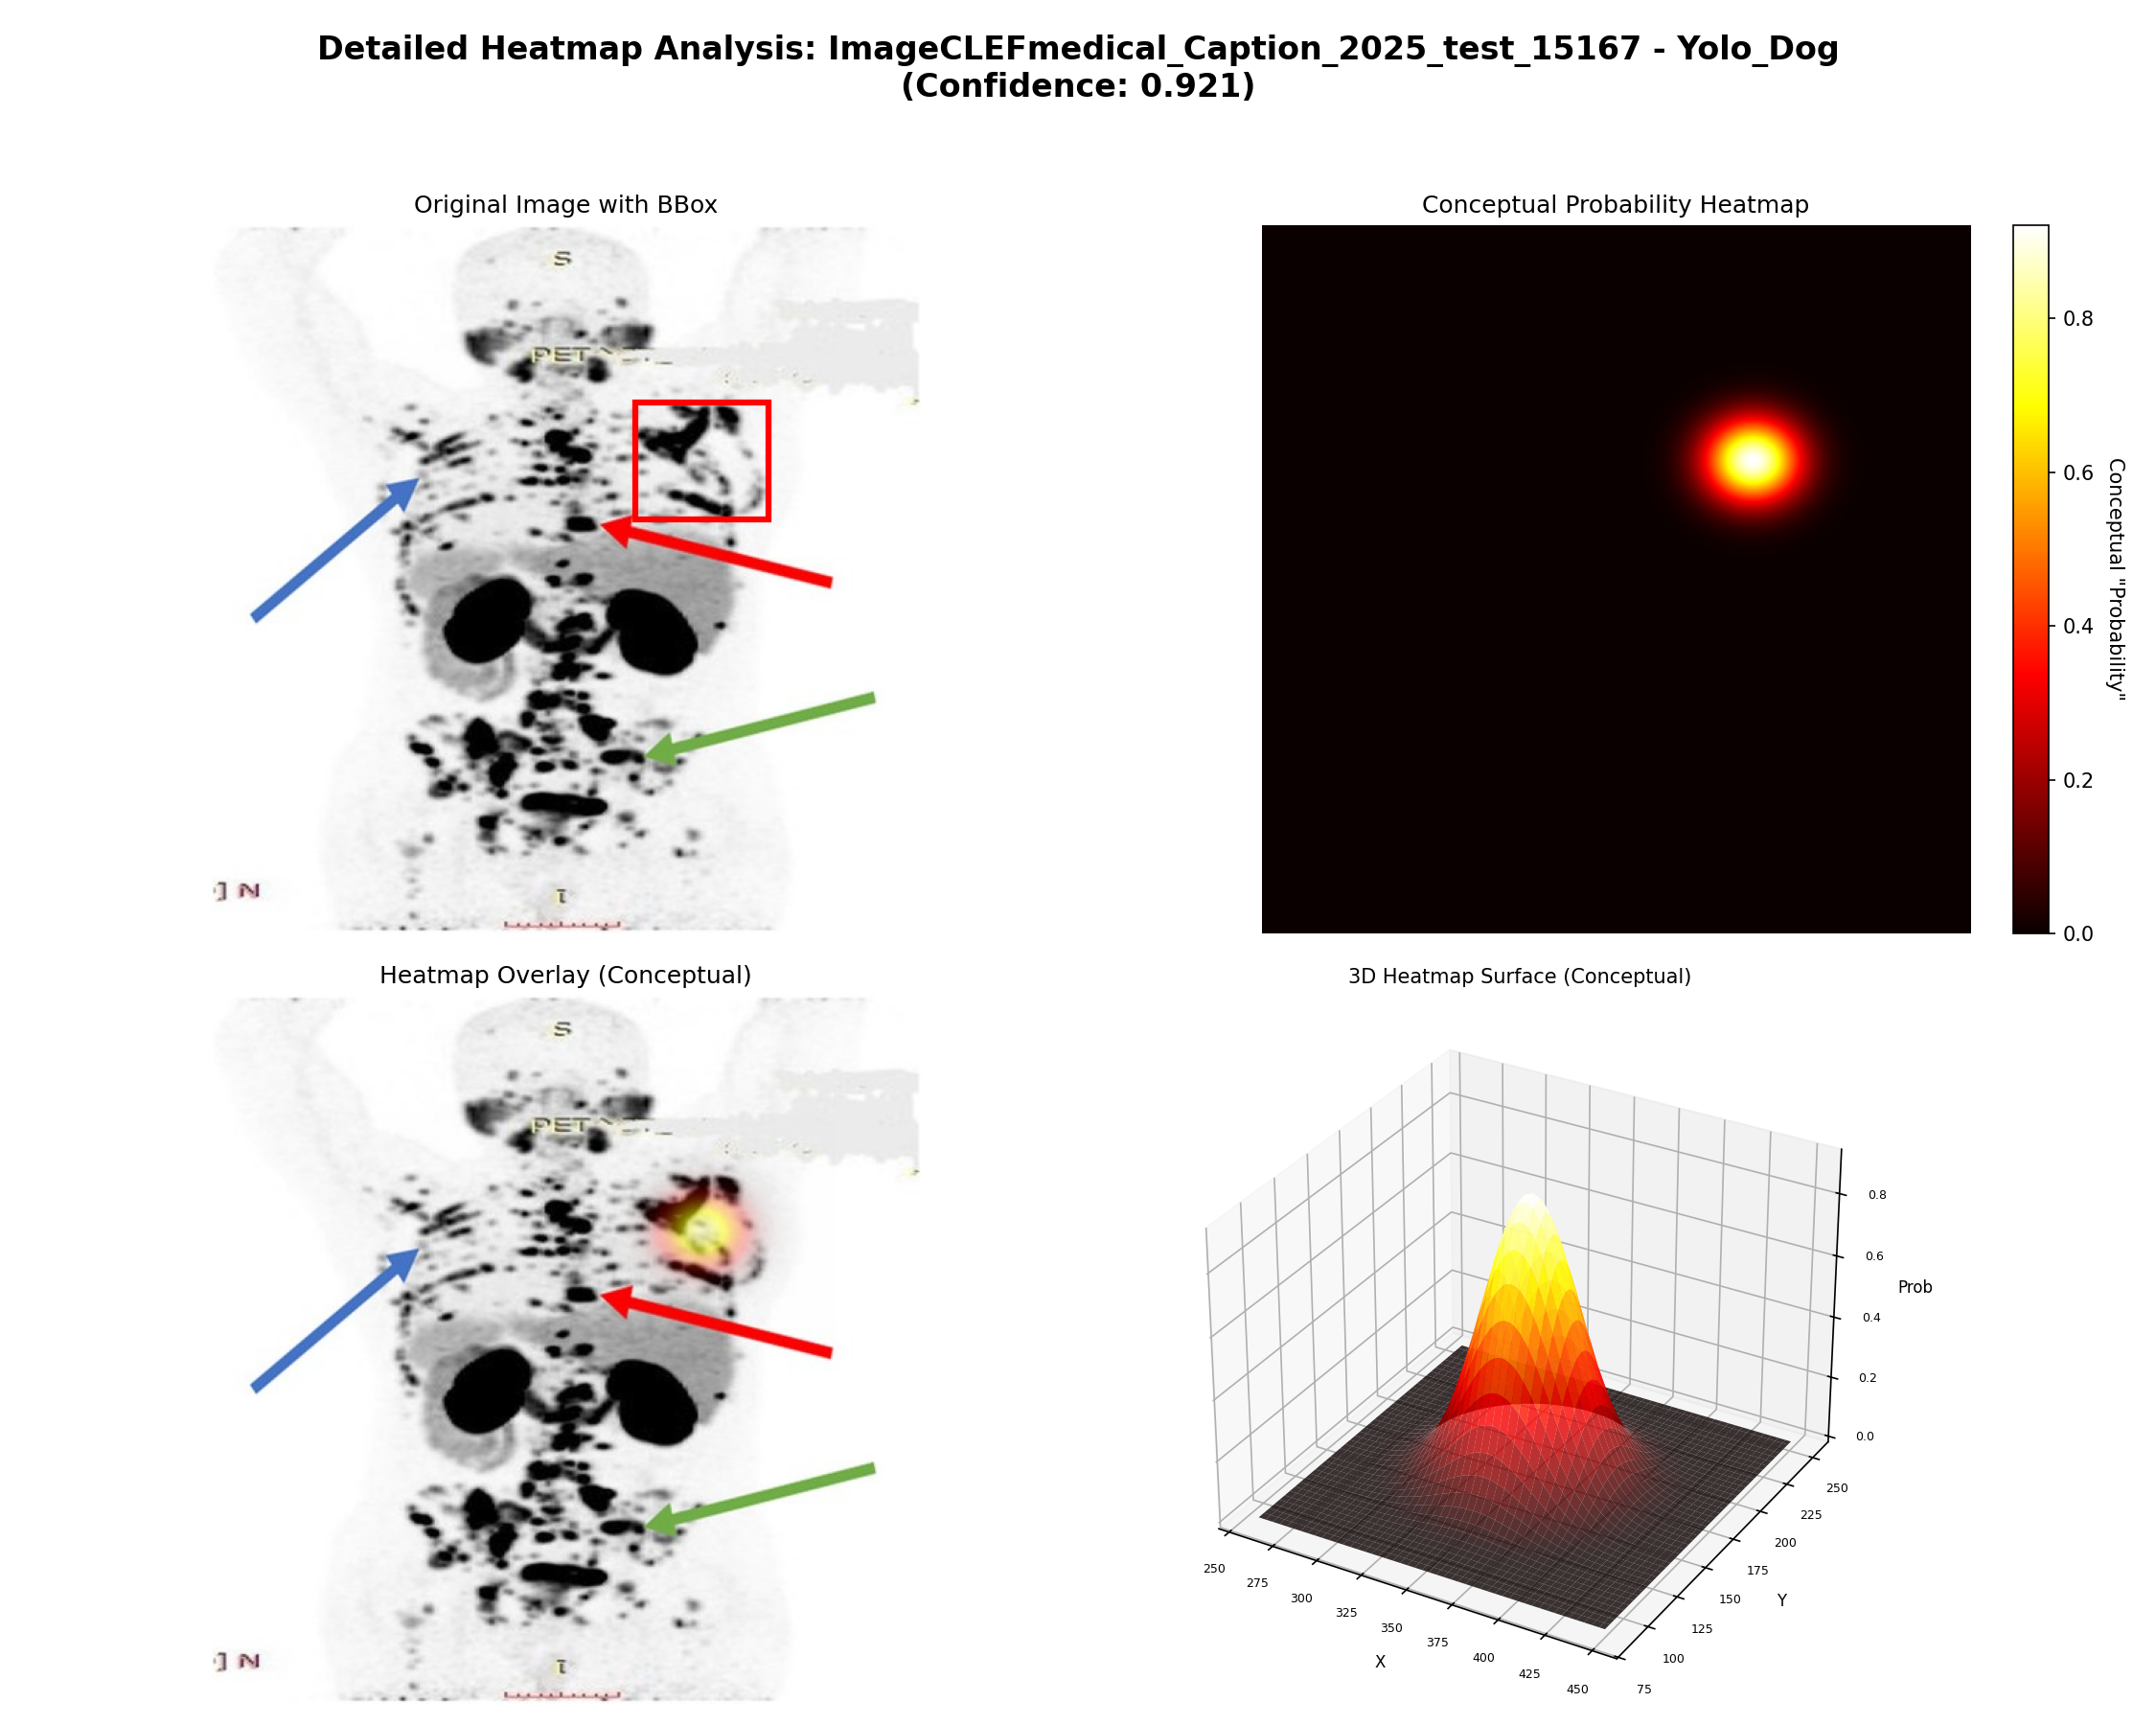 Detailed Heatmap Analysis: ImageCLEFmedical_Caption_2025_test_15167 - Yolo_Dog
(Confidence: 0.921)
Original Image with BBox
S
PET
] N
I
Conceptual Probability Heatmap
0.8
0.6
0.4
0.2
0.0
Conceptual "Probability"
Heatmap Overlay (Conceptual)
S
PET
] N
I
3D Heatmap Surface (Conceptual)
0.8
0.6
0.4
0.2
0.0
Prob
250
225
200
175
150
125
100
75
Y
250
275
300
325
350
375
400
425
450
X